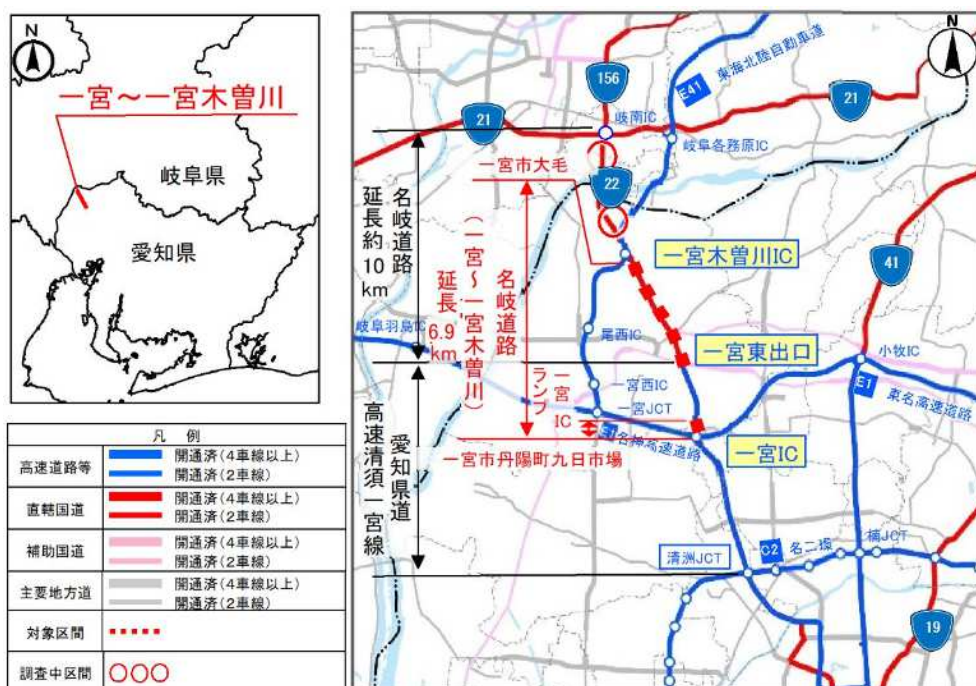 N
一宮~一宮木曽川
岐阜県
愛知県
凡 例
高速道路等
開通済(4車線以上)
開通済(2車線)
直轄国道
開通済(4車線以上)
開通済(2車線)
補助国道
開通済(4車線以上)
開通済(2車線)
主要地方道
開通済(4車線以上)
開通済(2車線)
対象区間
調査中区間
N
156
東海北陸自動車道
E41
21
21
岐南IC
岐阜各務原IC
一宮市大毛
22
名岐道路
延長約10km
名岐道路
(一宮~一宮木曽川)
延長6.9km
一宮木曽川IC
41
岐阜羽島IC
尾西IC
一宮東出口
小牧IC
一宮西IC
一宮JCT
一宮IC
ランプ
E1
東名高速道路
E1
名神高速道路
一宮IC
一宮市丹陽町九日市場
愛知県道
高速清須一宮線
清洲JCT
C2
名二環
楠JCT
19